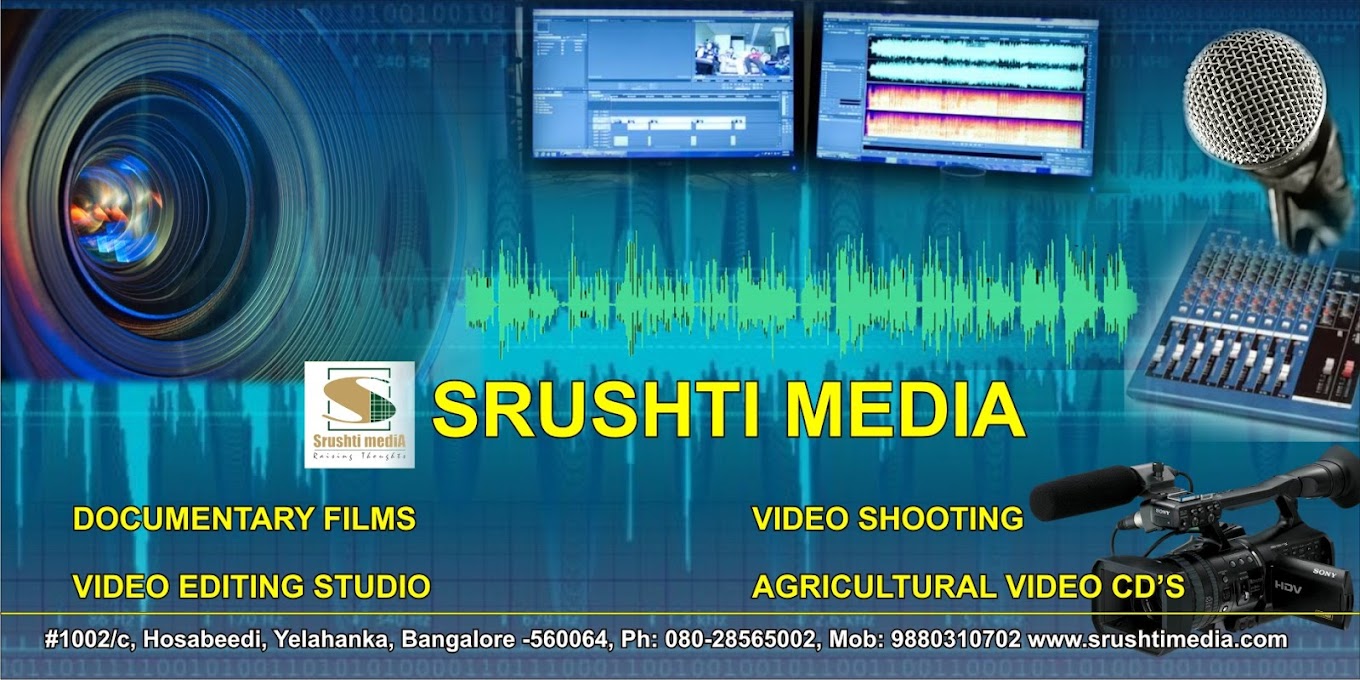 Srushti mediA
Raising Thoughts
SRUSHTI MEDIA
DOCUMENTARY FILMS
VIDEO SHOOTING
VIDEO EDITING STUDIO
AGRICULTURAL VIDEO CD'S
SONY
SONY
HDV
#1002/c, Hosabeedi, Yelahanka, Bangalore -560064, Ph: 080-28565002, Mob: 9880310702 www.srushtimedia.com